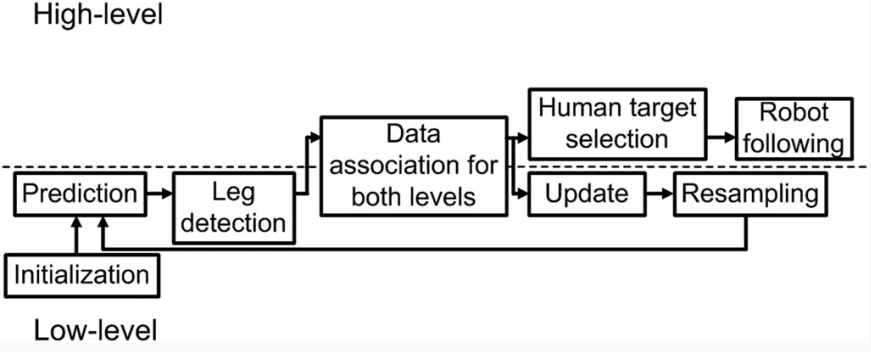 High-level
Human target
selection
Robot
following
Data
association for
both levels
Prediction
Leg
detection
Update
Resampling
Initialization
Low-level